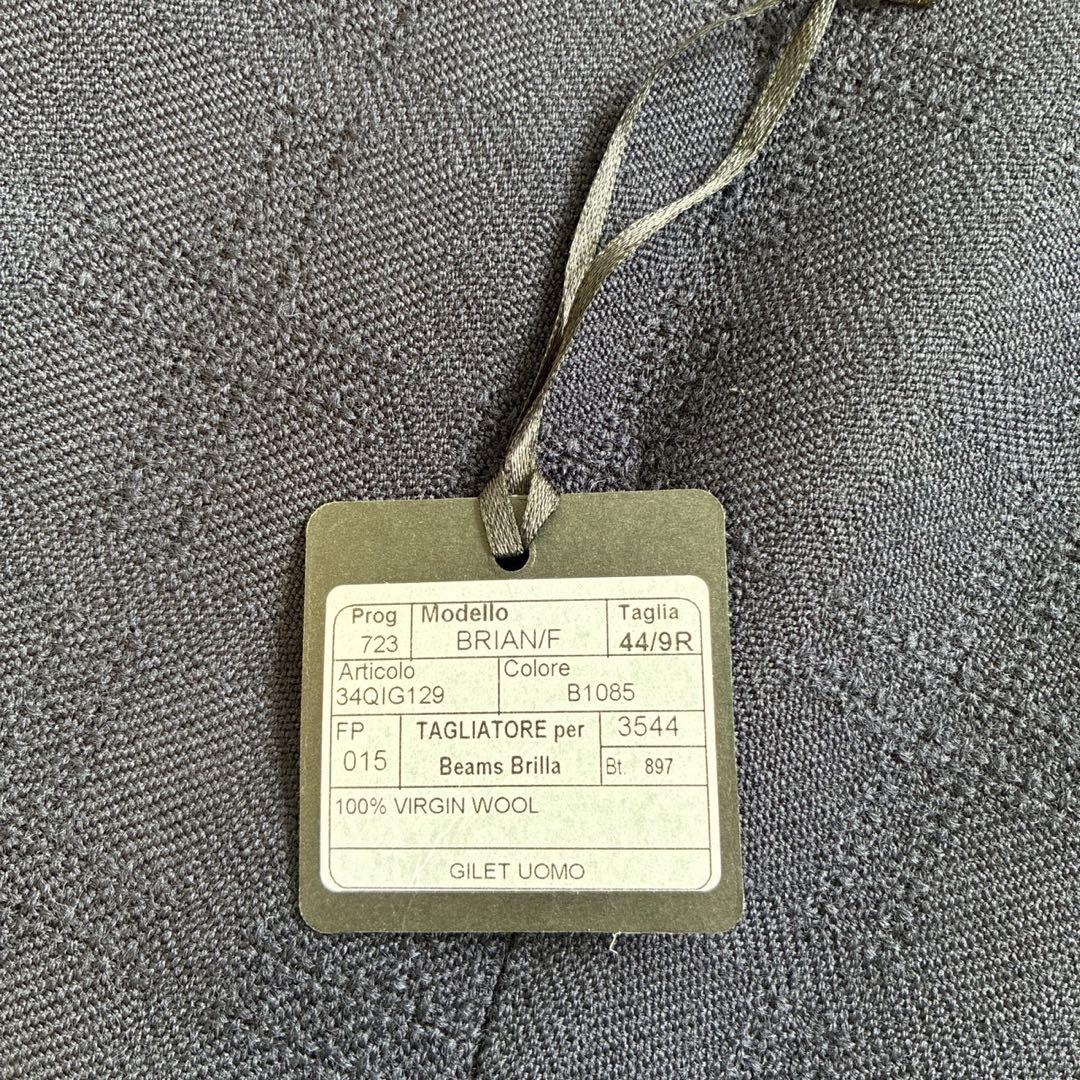 Prog Modello Taglia
723 BRIAN/F 44/9R
Articolo Colore
34QIG129 B1085
FP TAGLIATORE per 3544
015 Beams Brilla Bt. 897
100% VIRGIN WOOL
GILET UOMO